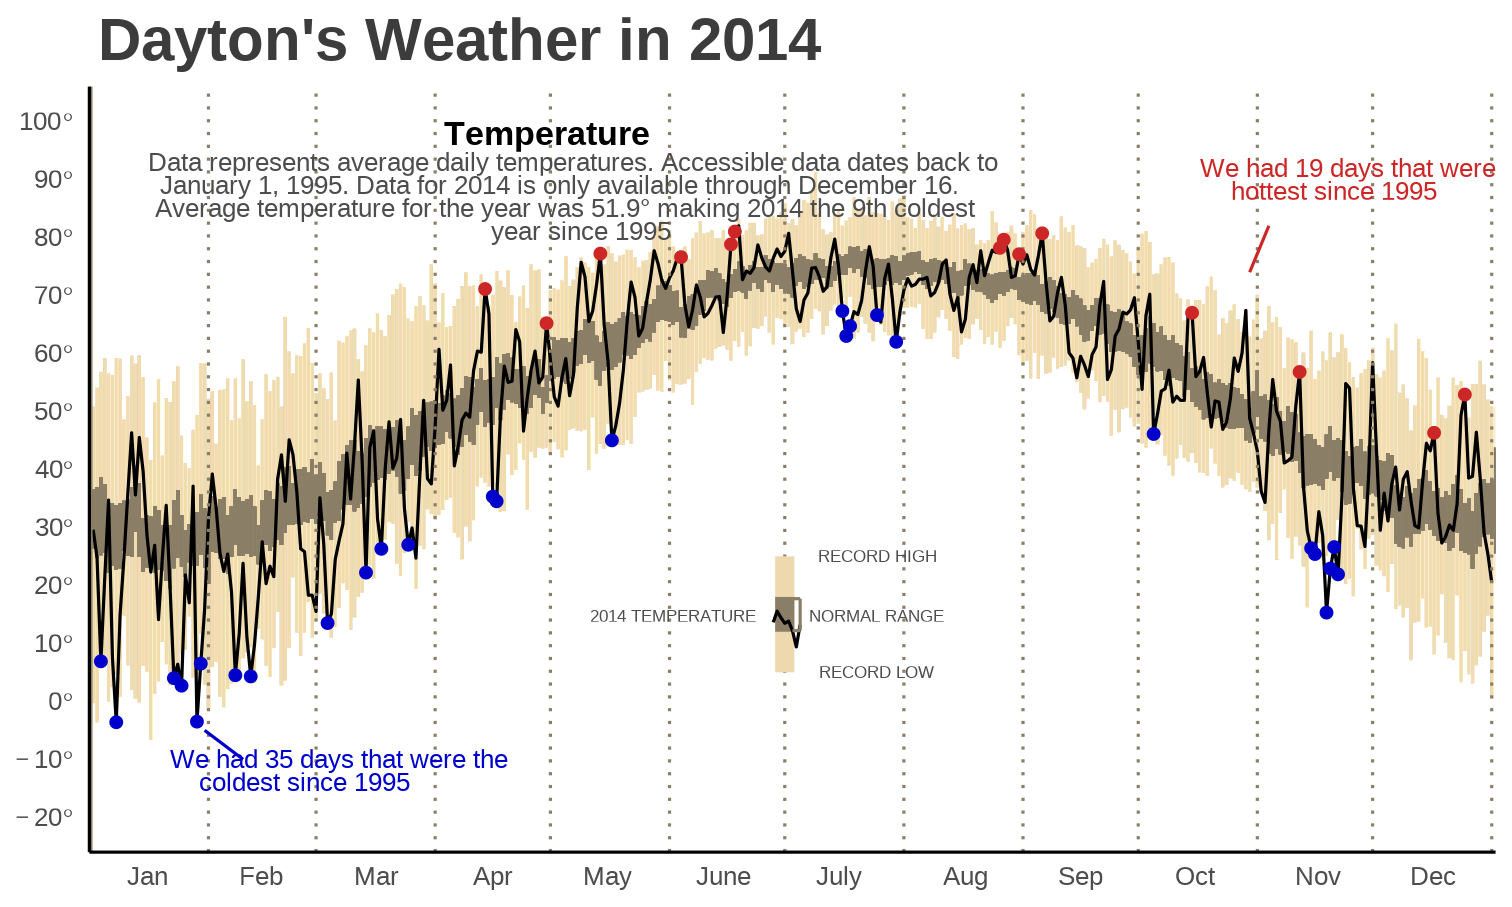 Dayton's Weather in 2014
Temperature
Data represents average daily temperatures. Accessible data dates back to
January 1, 1995. Data for 2014 is only available through December 16.
Average temperature for the year was 51.9° making 2014 the 9th coldest
year since 1995
We had 19 days that were
hottest since 1995
100°
90°
80°
70°
60°
50°
40°
30°
20°
10°
0°
−10°
−20°
RECORD HIGH
2014 TEMPERATURE
NORMAL RANGE
RECORD LOW
We had 35 days that were the
coldest since 1995
Jan
Feb
Mar
Apr
May
June
July
Aug
Sep
Oct
Nov
Dec